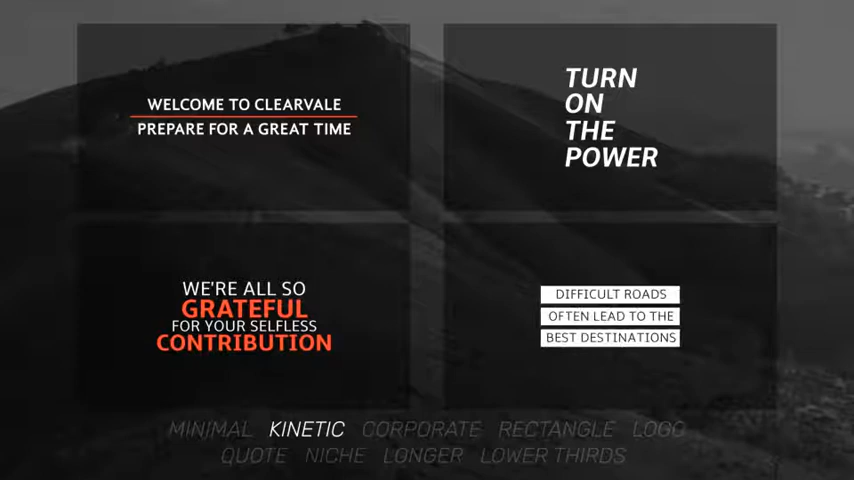 WELCOME TO CLEARVALE
PREPARE FOR A GREAT TIME
TURN
ON
THE
POWER
WE'RE ALL SO
GRATEFUL
FOR YOUR SELFLESS
CONTRIBUTION
DIFFICULT ROADS
OFTEN LEAD TO THE
BEST DESTINATIONS
MINIMAL KINETIC CORPORATE RECTANGLE LOGO
QUOTE NICHE LONGER LOWER THIRDS